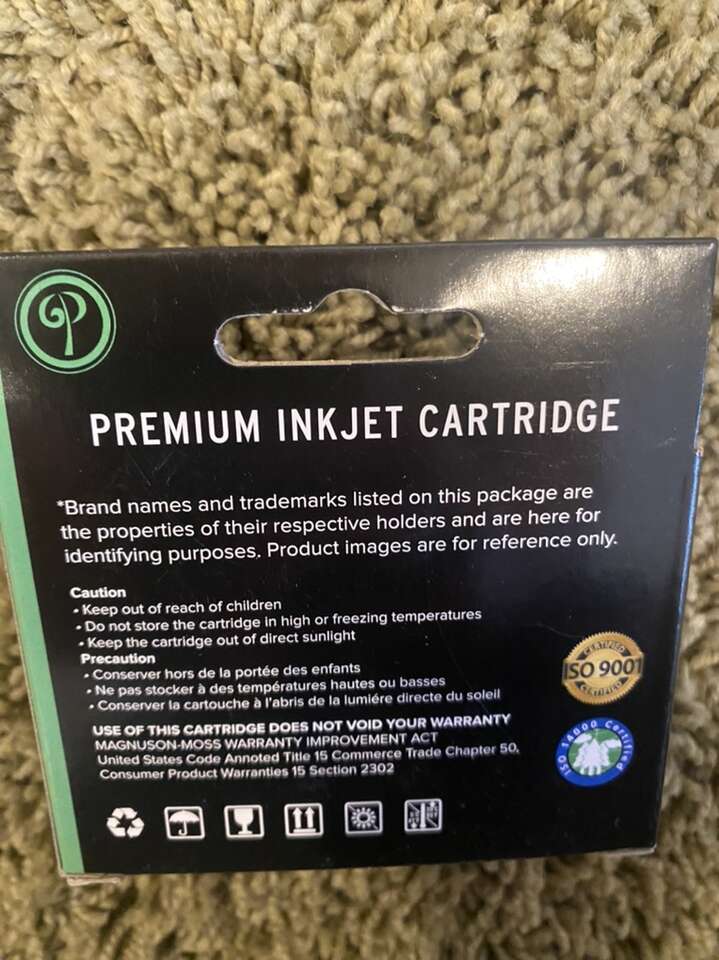 PREMIUM INKJET CARTRIDGE
*Brand names and trademarks listed on this package are
the properties of their respective holders and are here for
identifying purposes. Product images are for reference only.
Caution
• Keep out of reach of children
• Do not store the cartridge in high or freezing temperatures
• Keep the cartridge out of direct sunlight
Precaution
• Conserver hors de la portée des enfants
• Ne pas stocker à des températures hautes ou basses
• Conserver la cartouche à l'abris de la lumiére directe du soleil
USE OF THIS CARTRIDGE DOES NOT VOID YOUR WARRANTY
MAGNUSON-MOSS WARRANTY IMPROVEMENT ACT
United States Code Annoted Title 15 Commerce Trade Chapter 50,
Consumer Product Warranties 15 Section 2302
CERTIFIED
ISO 9001
CERTIFIED
ISO 14000 Certified